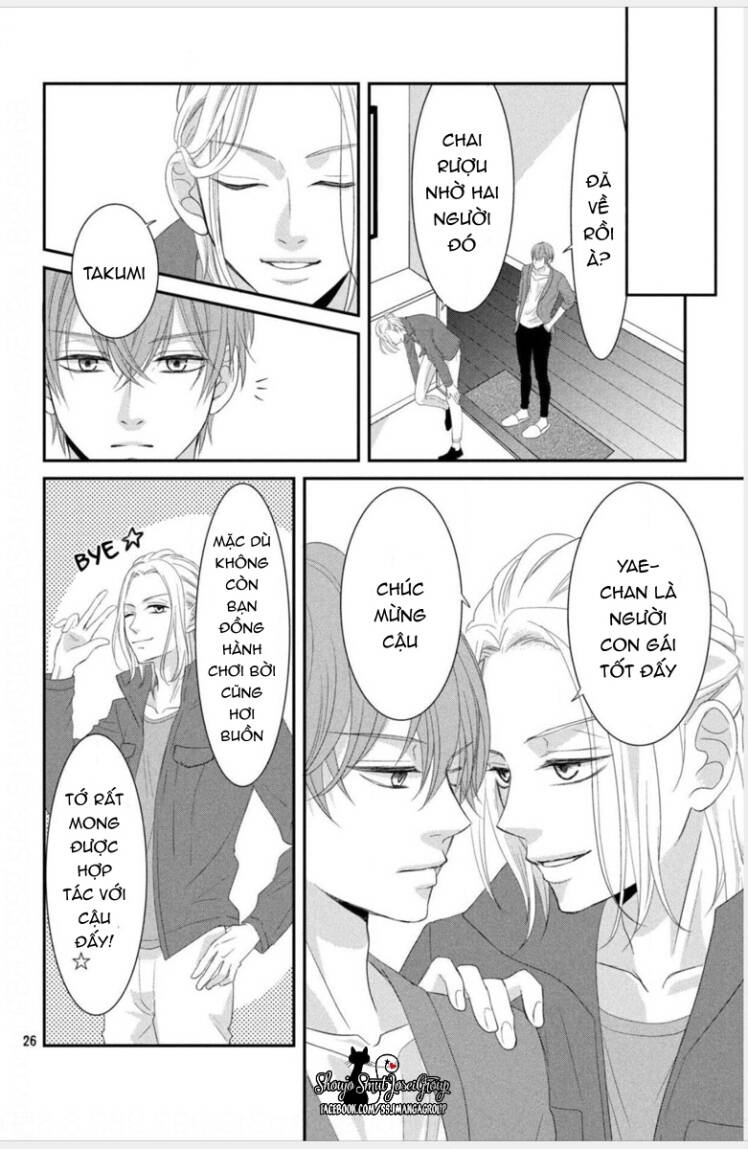 ĐÃ
VỀ
RỒI
À?
CHAI
RƯỢU
NHỜ HAI
NGƯỜI
ĐÓ
TAKUMI
YAE-
CHAN LÀ
NGƯỜI
CON GÁI
TỐT ĐẤY
CHÚC
MỪNG
CẬU
MẶC DÙ
KHÔNG
CÒN
BẠN
ĐỒNG
HÀNH
CHƠI BỜI
CŨNG
HƠI
BUỒN
BYE ☆
TỚ RẤT
MONG
ĐƯỢC
HỢP
TÁC VỚI
CẬU
ĐẤY!
☆
26
Shoujo Smut Josei Group
FACEBOOK.COM/SSJMANGAGROUP